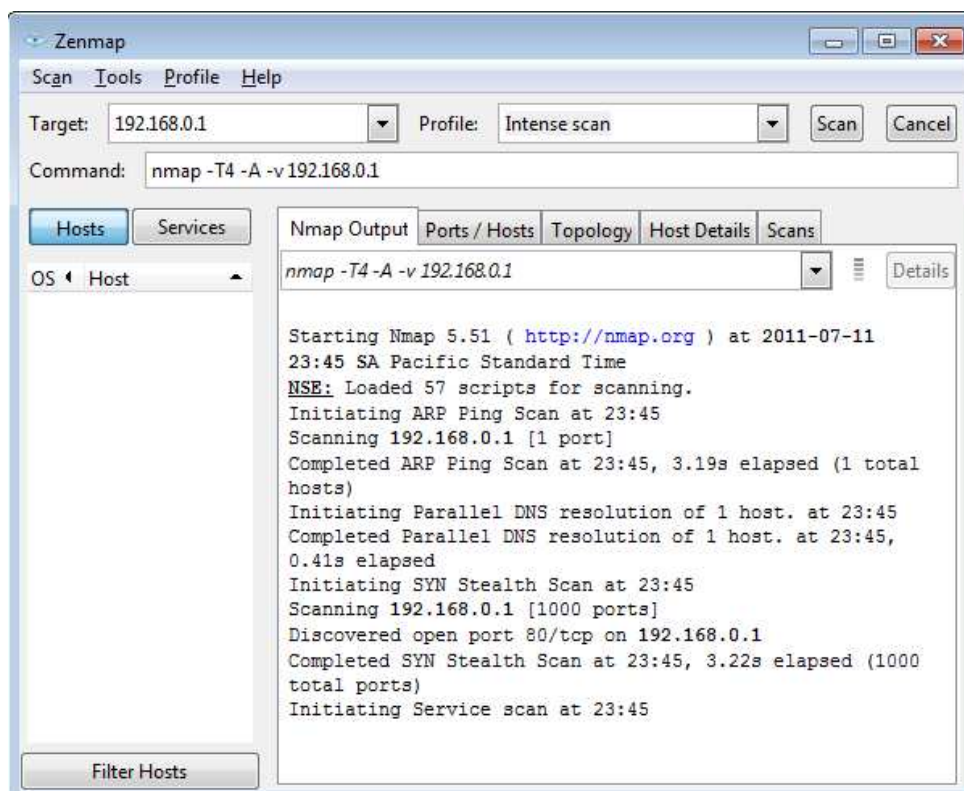 Zenmap
Scan Tools Profile Help
Target: 192.168.0.1 Profile: Intense scan Scan Cancel
Command: nmap -T4 -A -v 192.168.0.1
Hosts Services
Nmap Output Ports / Hosts Topology Host Details Scans
OS Host
nmap -T4 -A -v 192.168.0.1 Details
Starting Nmap 5.51 ( http://nmap.org ) at 2011-07-11
23:45 SA Pacific Standard Time
NSE: Loaded 57 scripts for scanning.
Initiating ARP Ping Scan at 23:45
Scanning 192.168.0.1 [1 port]
Completed ARP Ping Scan at 23:45, 3.19s elapsed (1 total
hosts)
Initiating Parallel DNS resolution of 1 host. at 23:45
Completed Parallel DNS resolution of 1 host. at 23:45,
0.41s elapsed
Initiating SYN Stealth Scan at 23:45
Scanning 192.168.0.1 [1000 ports]
Discovered open port 80/tcp on 192.168.0.1
Completed SYN Stealth Scan at 23:45, 3.22s elapsed (1000
total ports)
Initiating Service scan at 23:45
Filter Hosts